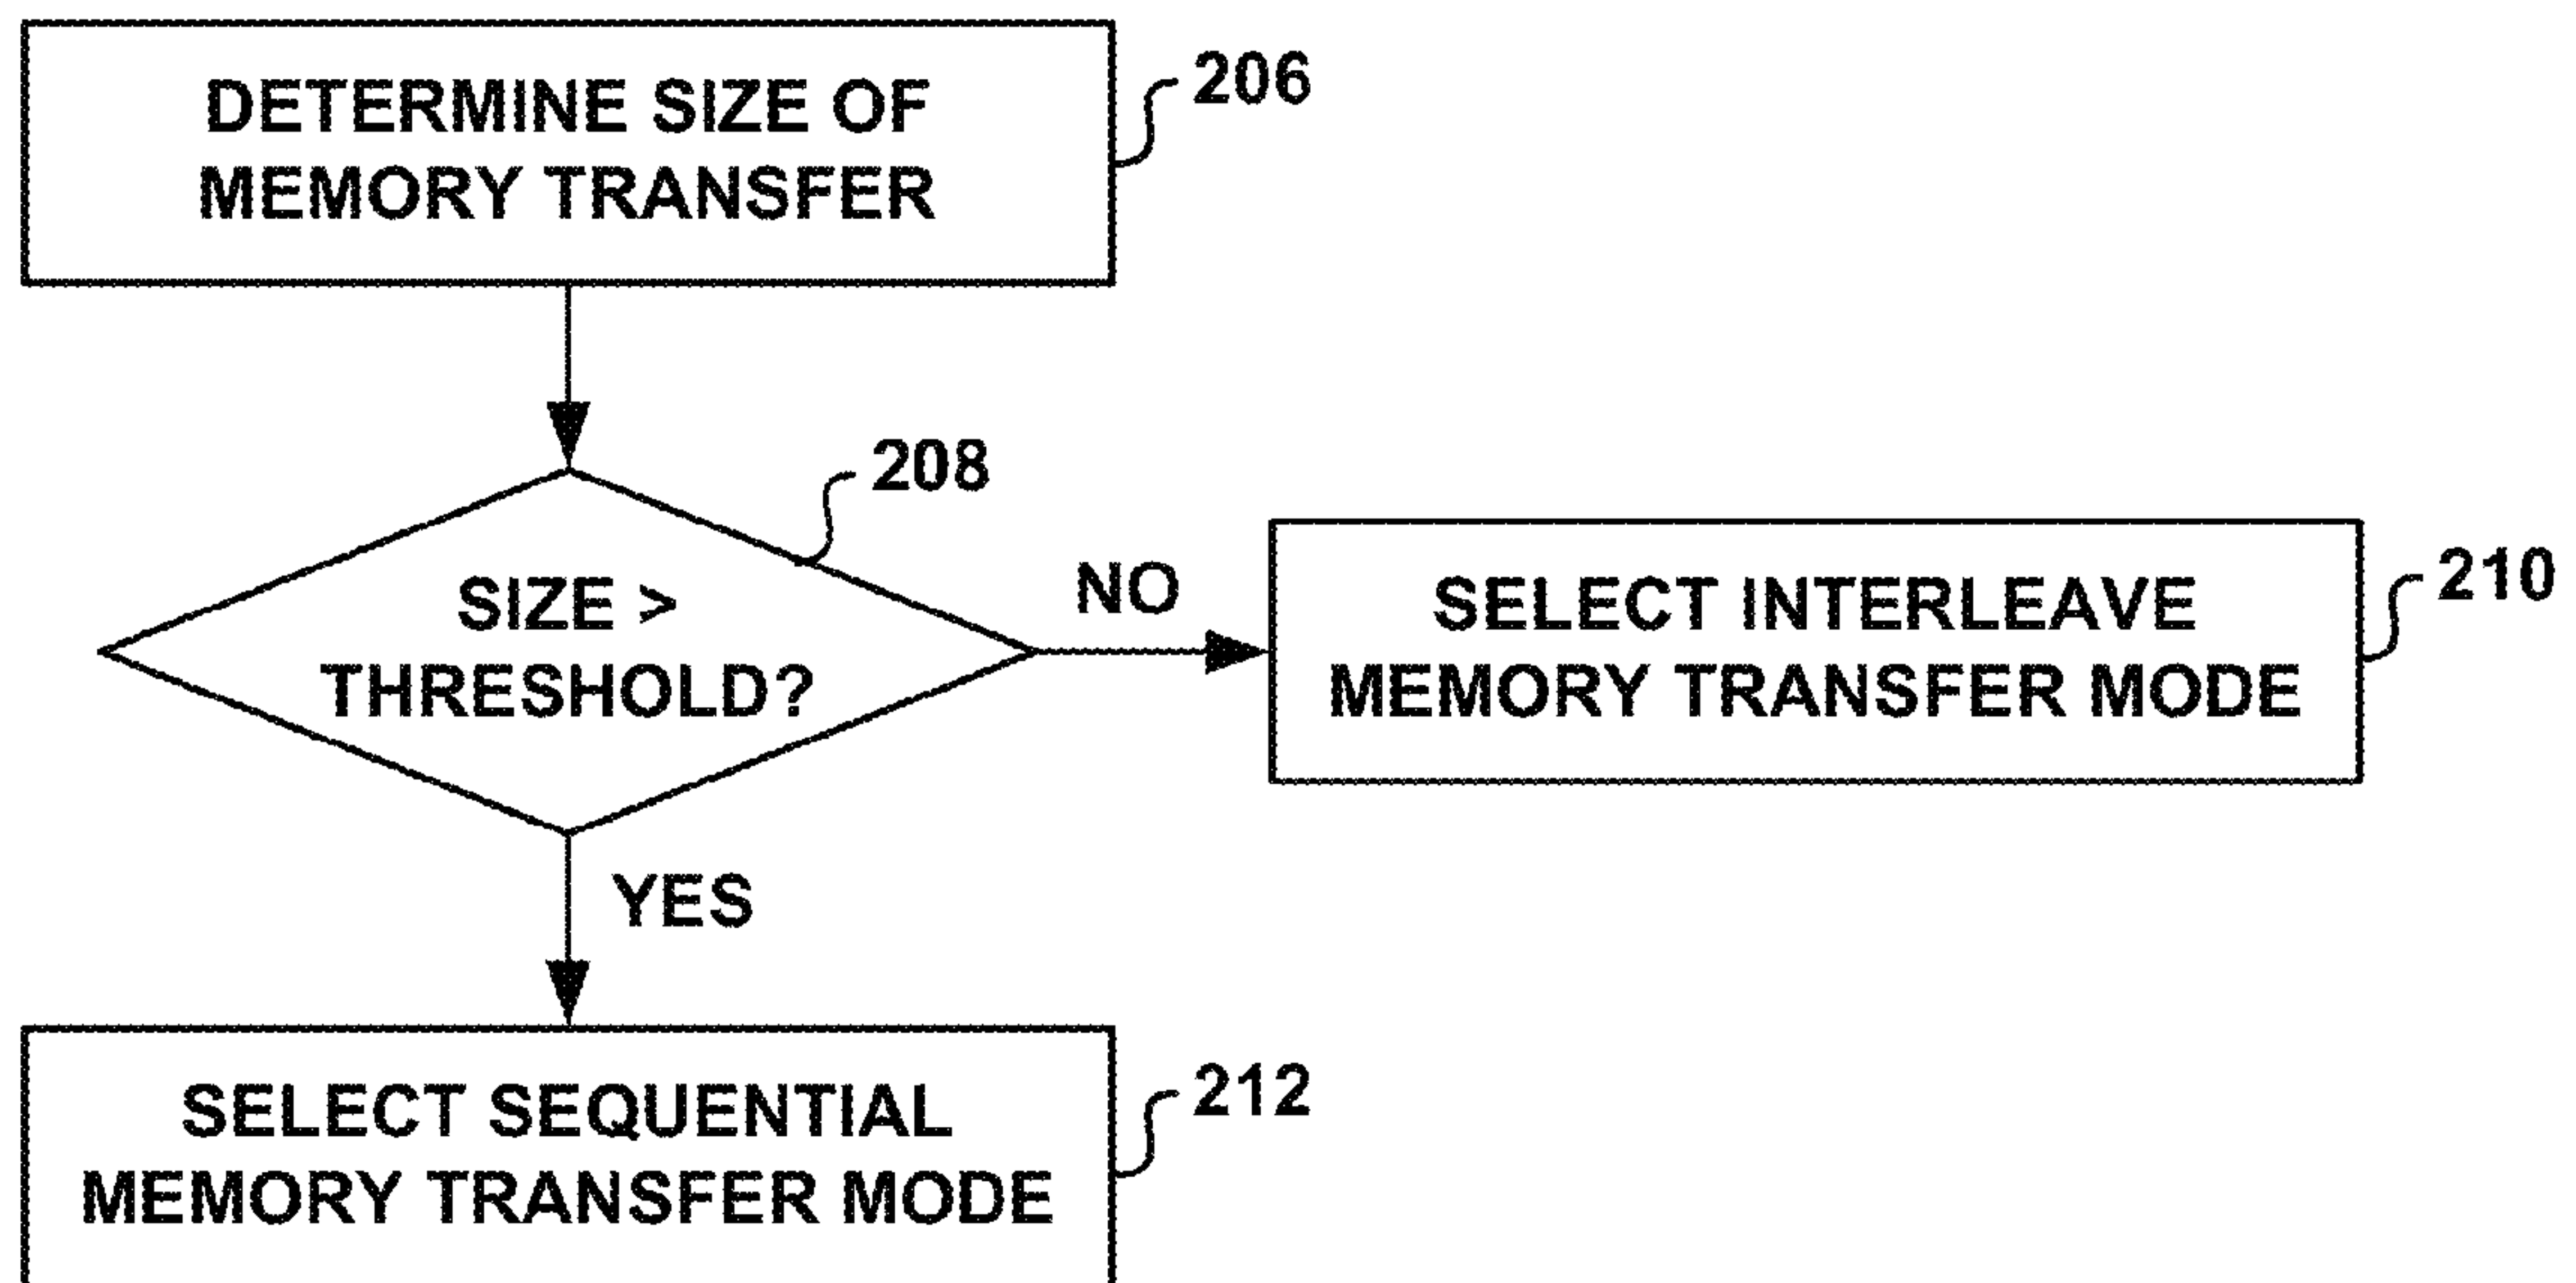 DETERMINE SIZE OF
MEMORY TRANSFER
206
208
SIZE >
THRESHOLD?
NO
SELECT INTERLEAVE
MEMORY TRANSFER MODE
210
YES
SELECT SEQUENTIAL
MEMORY TRANSFER MODE
212